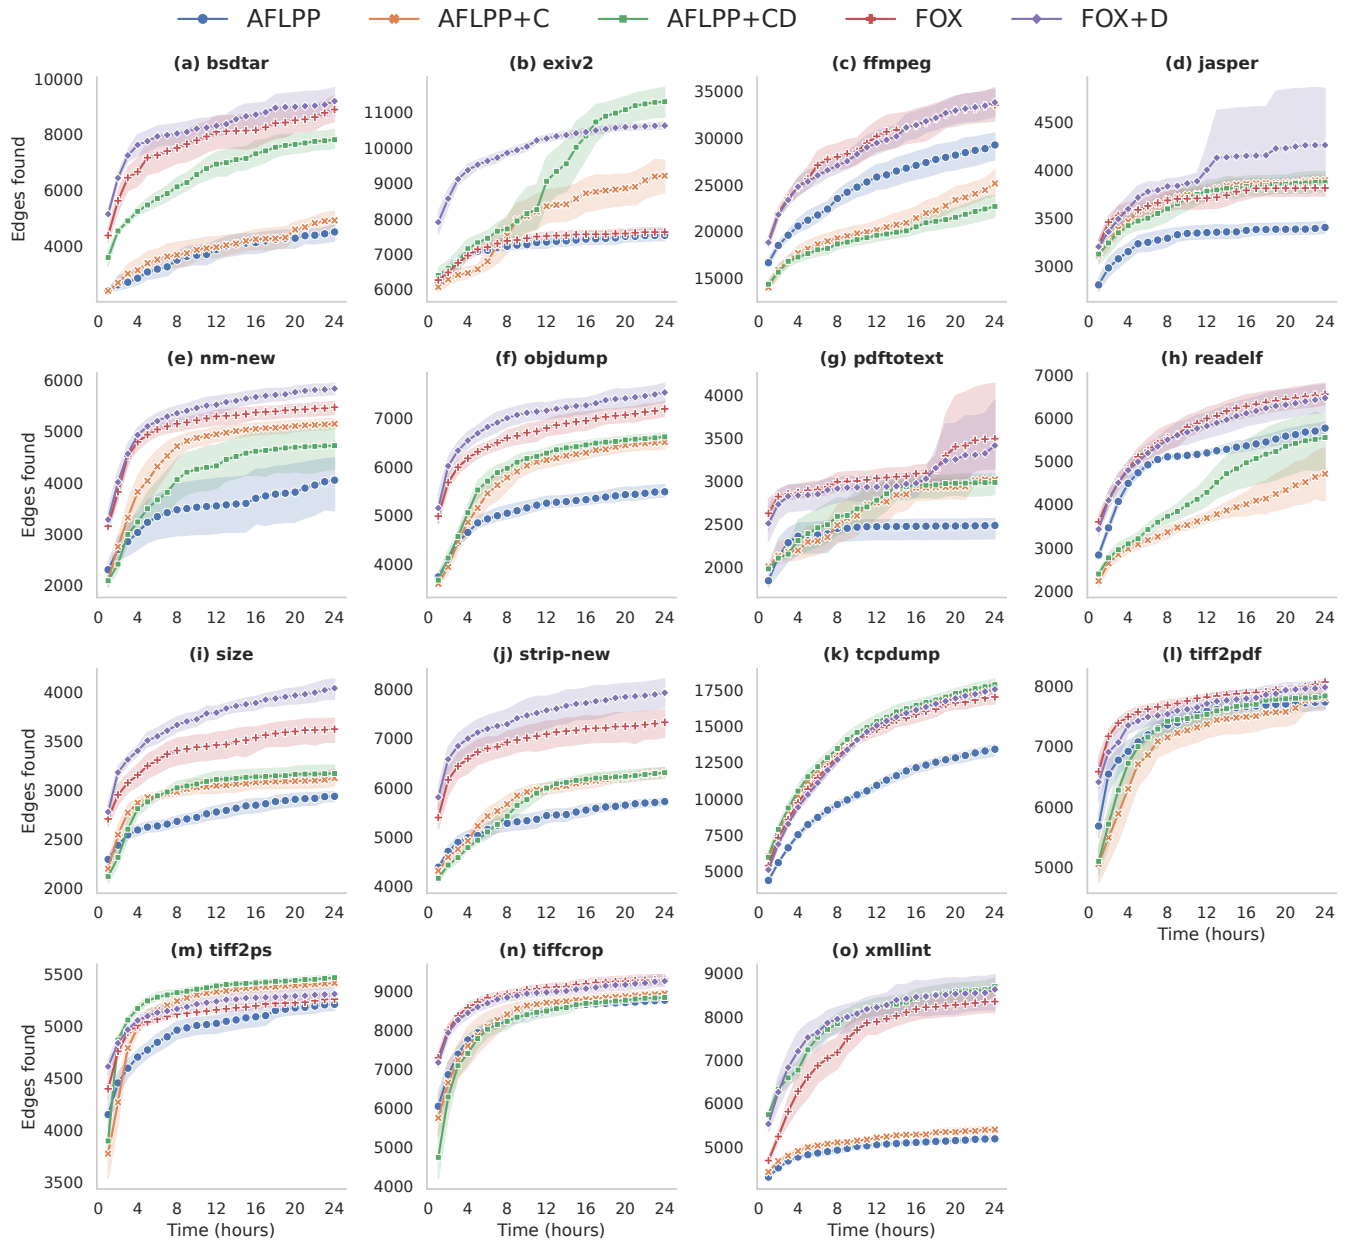 AFLPP AFLPP+C AFLPP+CD FOX FOX+D
(a) bsdtar (b) exiv2 (c) ffmpeg (d) jasper
Edges found
10000
8000
6000
4000
0 4 8 12 16 20 24
11000
10000
9000
8000
7000
6000
0 4 8 12 16 20 24
35000
30000
25000
20000
15000
0 4 8 12 16 20 24
4500
4000
3500
3000
0 4 8 12 16 20 24
(e) nm-new (f) objdump (g) pdftotext (h) readelf
Edges found
6000
5000
4000
3000
2000
0 4 8 12 16 20 24
7000
6000
5000
4000
0 4 8 12 16 20 24
4000
3500
3000
2500
2000
0 4 8 12 16 20 24
7000
6000
5000
4000
3000
2000
0 4 8 12 16 20 24
(i) size (j) strip-new (k) tcpdump (l) tiff2pdf
Edges found
4000
3500
3000
2500
2000
0 4 8 12 16 20 24
8000
7000
6000
5000
4000
0 4 8 12 16 20 24
17500
15000
12500
10000
7500
5000
0 4 8 12 16 20 24
8000
7000
6000
5000
0 4 8 12 16 20 24
Time (hours)
(m) tiff2ps (n) tiffcrop (o) xmllint
Edges found
5500
5000
4500
4000
3500
0 4 8 12 16 20 24
Time (hours)
9000
8000
7000
6000
5000
4000
0 4 8 12 16 20 24
Time (hours)
9000
8000
7000
6000
5000
0 4 8 12 16 20 24
Time (hours)